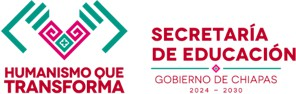 HUMANISMO QUE
TRANSFORMA
SECRETARÍA
DE EDUCACIÓN
GOBIERNO DE CHIAPAS
2024 – 2030